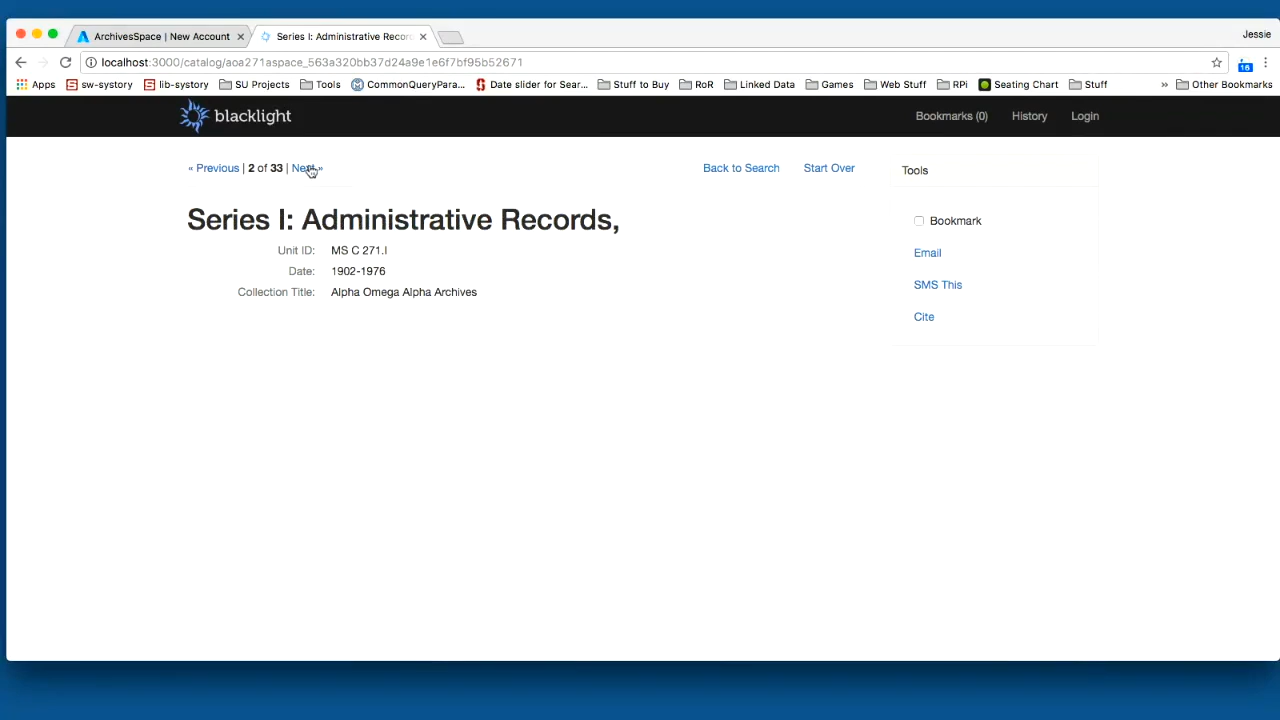 ArchivesSpace | New Account
Series I: Administrative Recor
Jessie
localhost:3000/catalog/aoa271aspace_563a320bb37d24a9e1e6f7bf95b52671
16
Apps sw-systory lib-systory SU Projects Tools CommonQueryPara... Date slider for Sear... Stuff to Buy RoR Linked Data Games Web Stuff RPi Seating Chart Stuff » Other Bookmarks
blacklight
Bookmarks (0) History Login
« Previous | 2 of 33 | Next »
Back to Search Start Over
Tools
Series I: Administrative Records,
Bookmark
Unit ID: MS C 271.I
Email
Date: 1902-1976
SMS This
Collection Title: Alpha Omega Alpha Archives
Cite